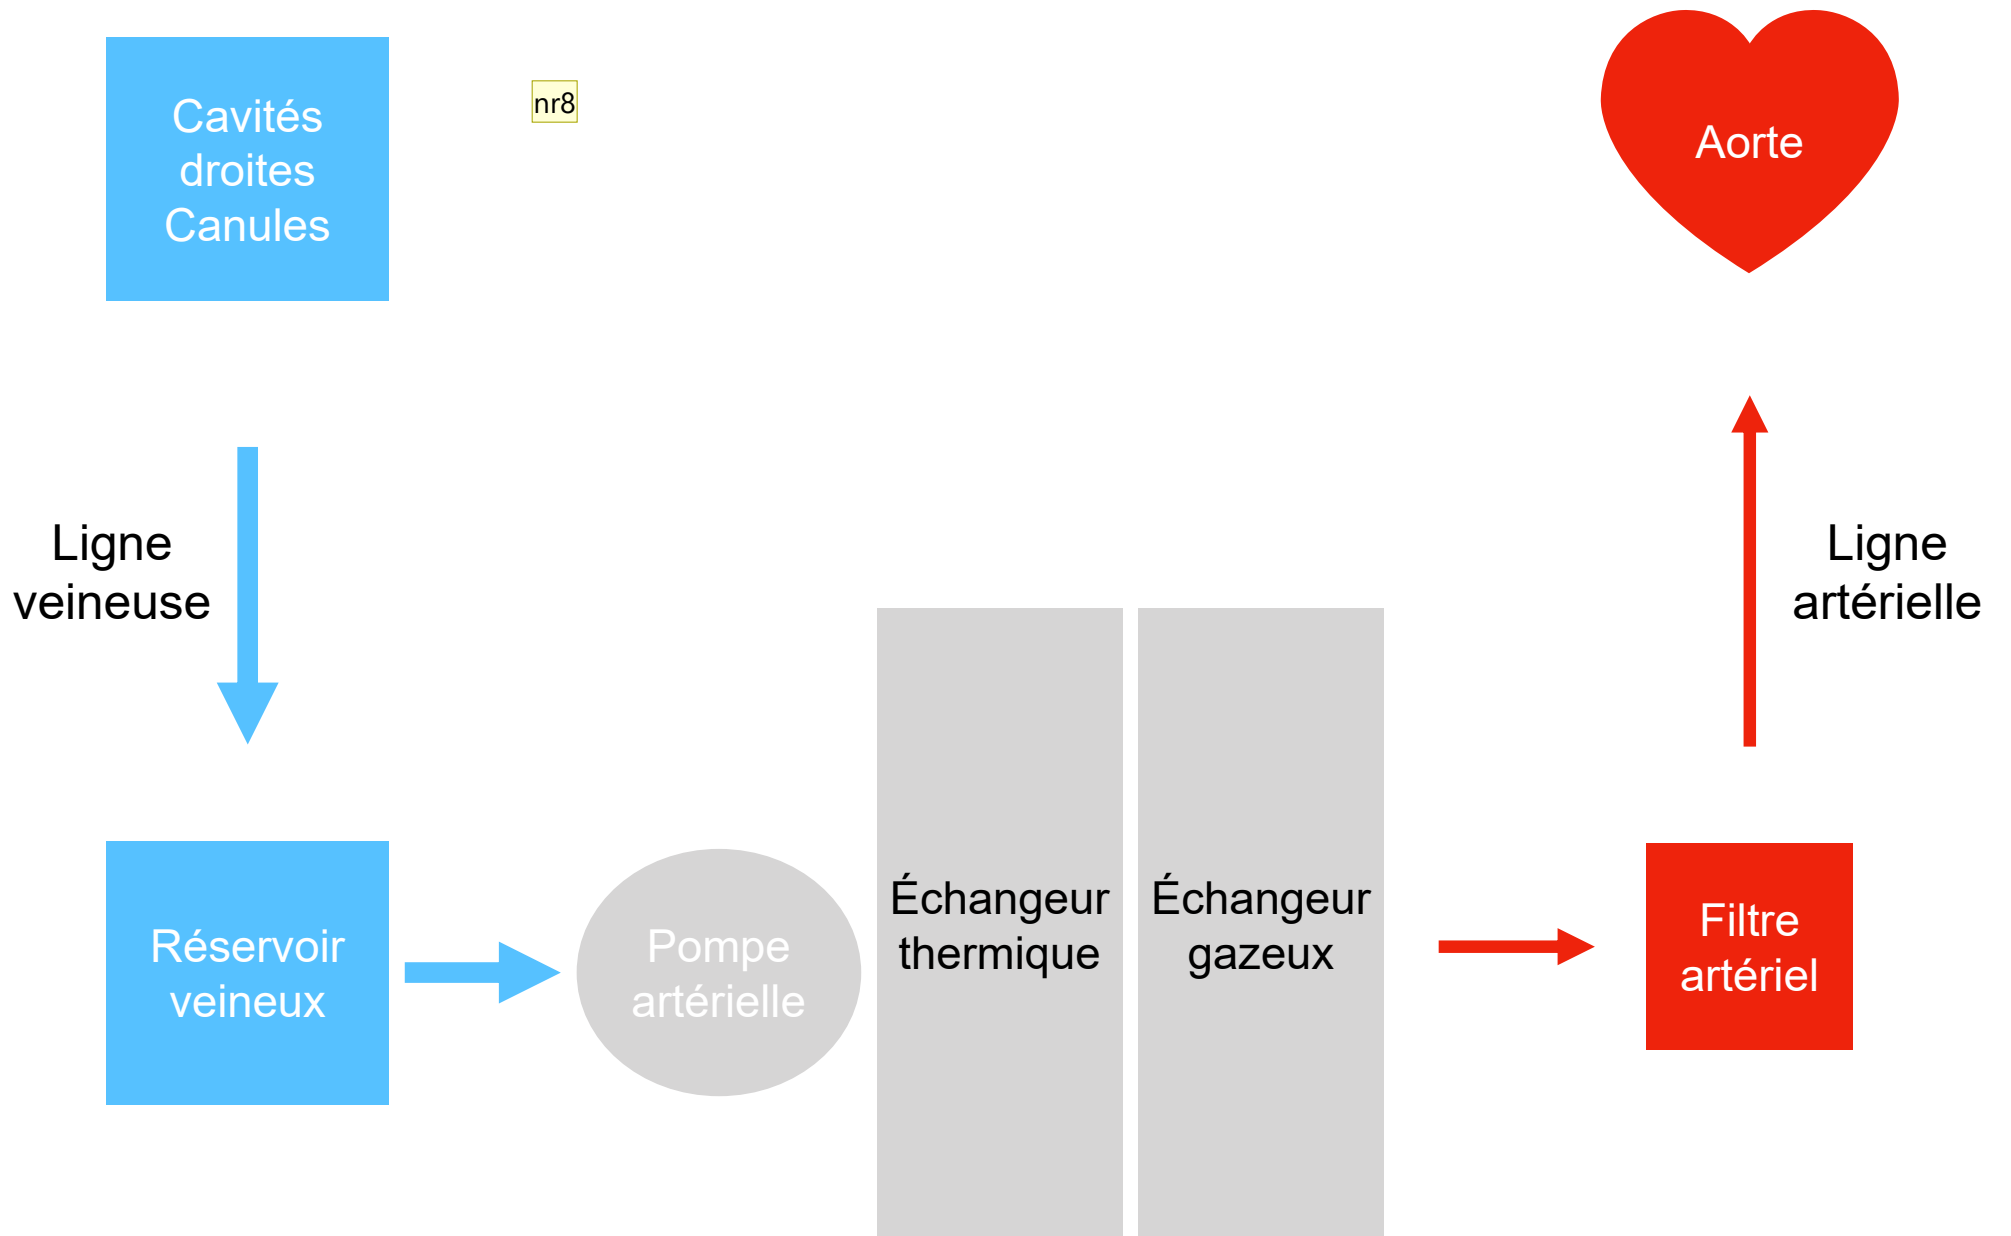 Cavités
droites
Canules
nr8
Aorte
Ligne
veineuse
Ligne
artérielle
Réservoir
veineux
Pompe
artérielle
Échangeur
thermique
Échangeur
gazeux
Filtre
artériel